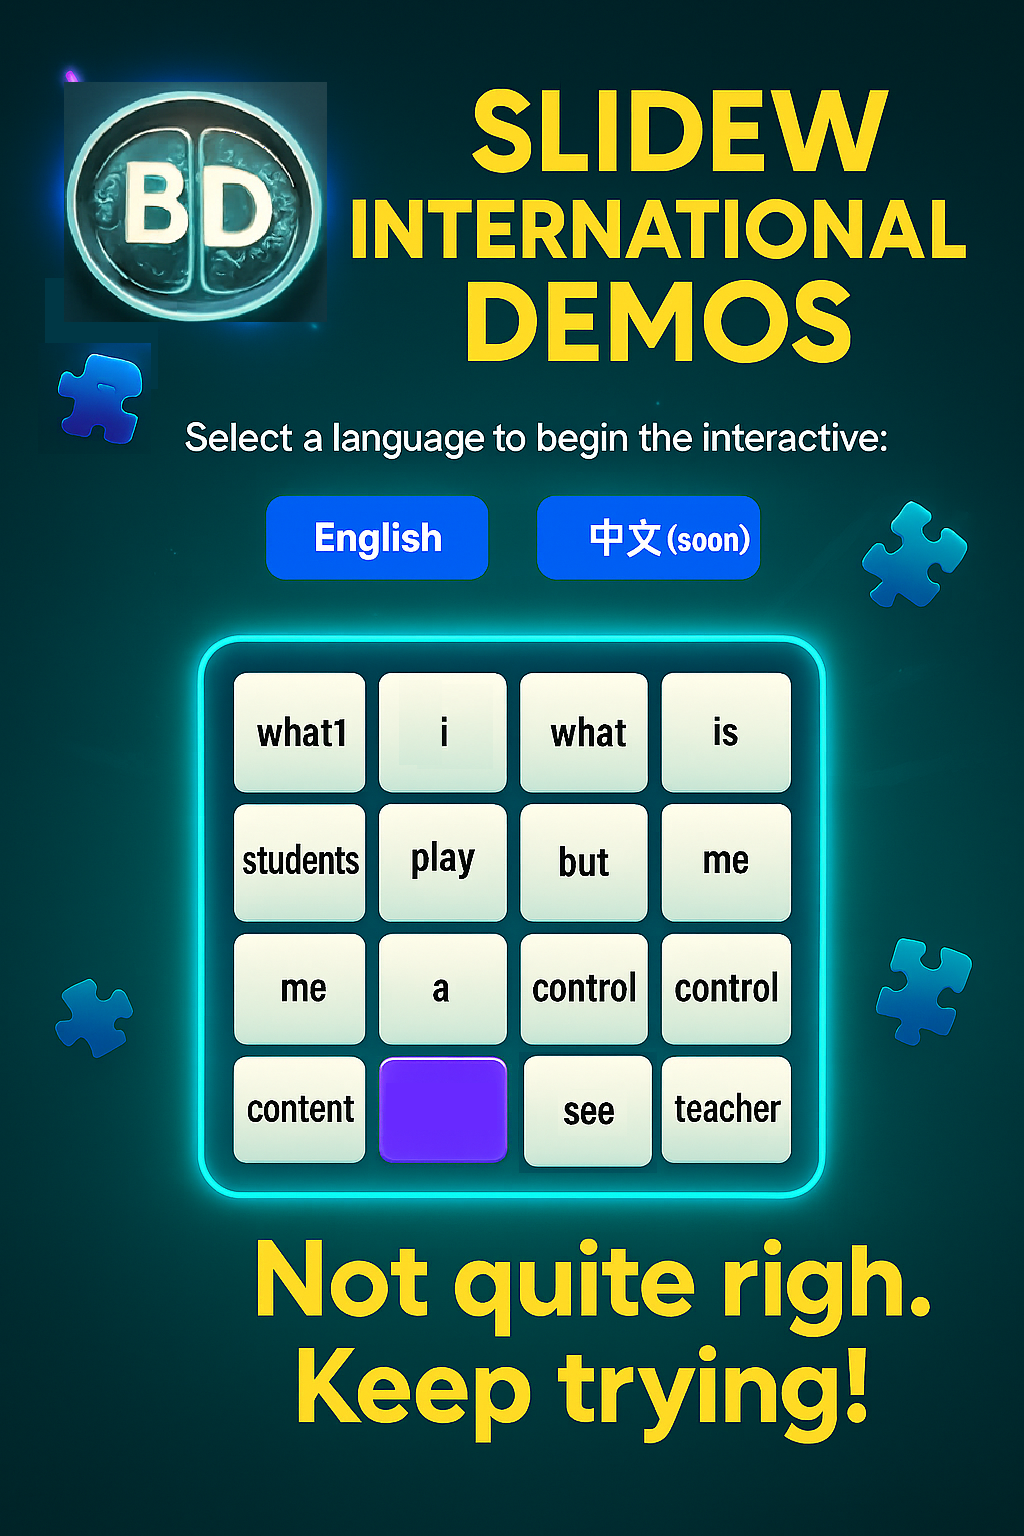 BD
SLIDEW
INTERNATIONAL
DEMOS
Select a language to begin the interactive:
English
中文(soon)
what1 i what is
students play but me
me a control control
content see teacher
Not quite righ.
Keep trying!